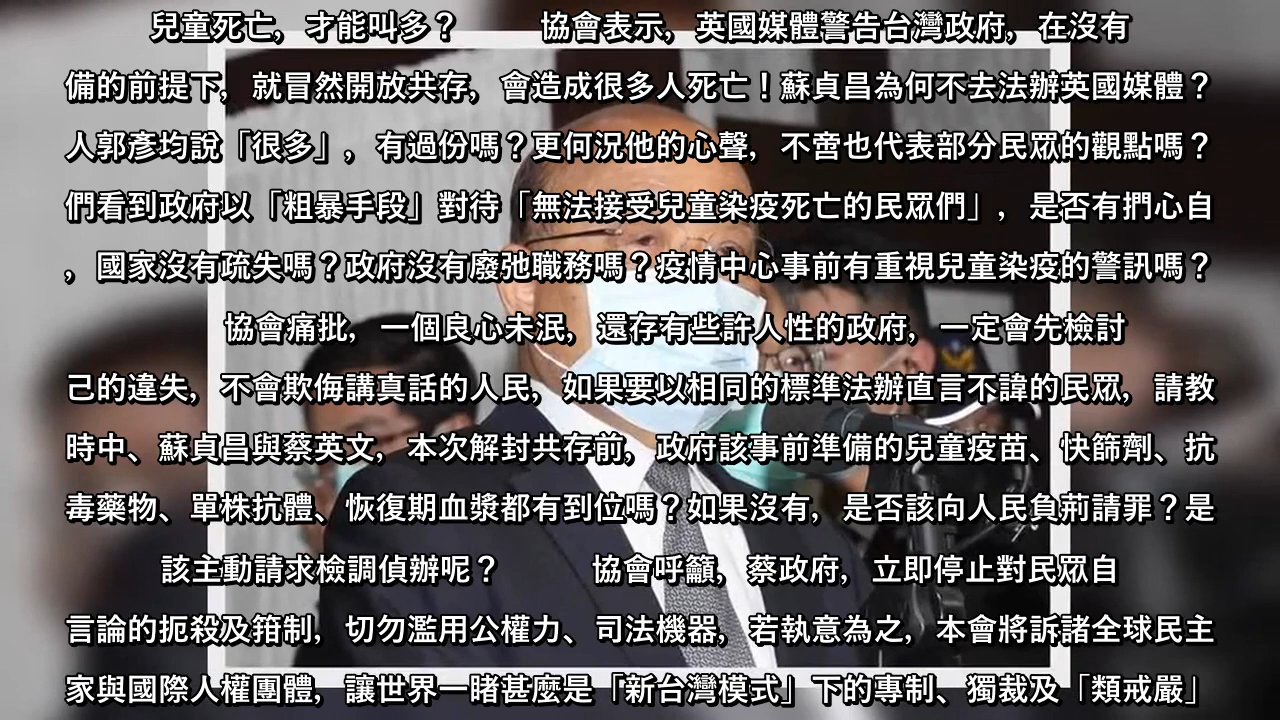 兒童死亡，才能叫多？　　協會表示，英國媒體警告台灣政府，在沒有
備的前提下，就冒然開放共存，會造成很多人死亡！蘇貞昌為何不去法辦英國媒體？
人郭彥均說「很多」，有過份嗎？更何況他的心聲，不啻也代表部分民眾的觀點嗎？
們看到政府以「粗暴手段」對待「無法接受兒童染疫死亡的民眾們」，是否有捫心自
，國家沒有疏失嗎？政府沒有廢弛職務嗎？疫情中心事前有重視兒童染疫的警訊嗎？
協會痛批，一個良心未泯，還存有些許人性的政府，一定會先檢討
己的違失，不會欺侮講真話的人民，如果要以相同的標準法辦直言不諱的民眾，請教
時中、蘇貞昌與蔡英文，本次解封共存前，政府該事前準備的兒童疫苗、快篩劑、抗
毒藥物、單株抗體、恢復期血漿都有到位嗎？如果沒有，是否該向人民負荊請罪？是
該主動請求檢調偵辦呢？　　協會呼籲，蔡政府，立即停止對民眾自
言論的扼殺及箝制，切勿濫用公權力、司法機器，若執意為之，本會將訴諸全球民主
家與國際人權團體，讓世界一睹甚麼是「新台灣模式」下的專制、獨裁及「類戒嚴」